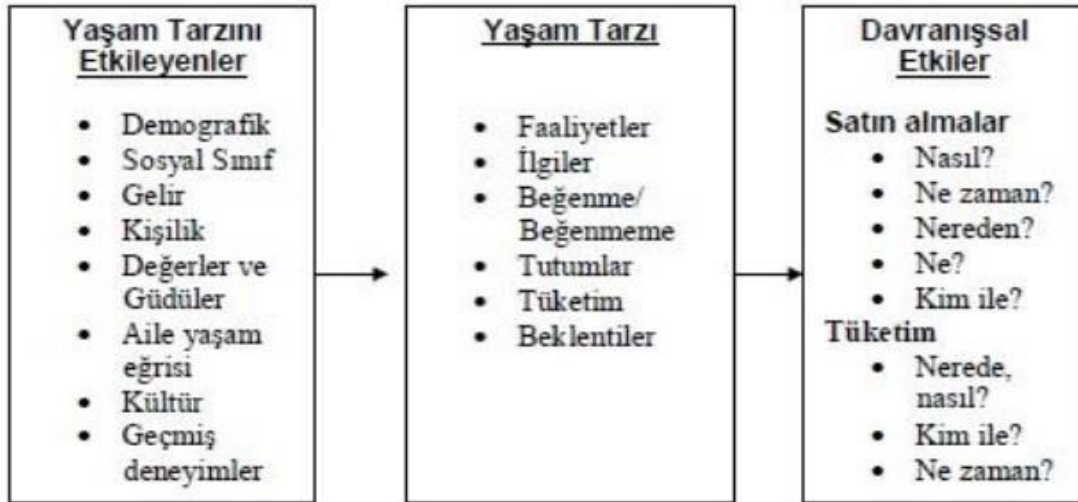 Yaşam Tarzını
Etkileyenler
• Demografik
• Sosyal Sınıf
• Gelir
• Kişilik
• Değerler ve
Güdüler
• Aile yaşam
eğrisi
• Kültür
• Geçmiş
deneyimler
Yaşam Tarzı
• Faaliyetler
• İlgiler
• Beğenme/
Beğenmeme
• Tutumlar
• Tüketim
• Beklentiler
Davranışsal
Etkiler
Satın almalar
• Nasıl?
• Ne zaman?
• Nereden?
• Ne?
• Kim ile?
Tüketim
• Nerede,
nasıl?
• Kim ile?
• Ne zaman?